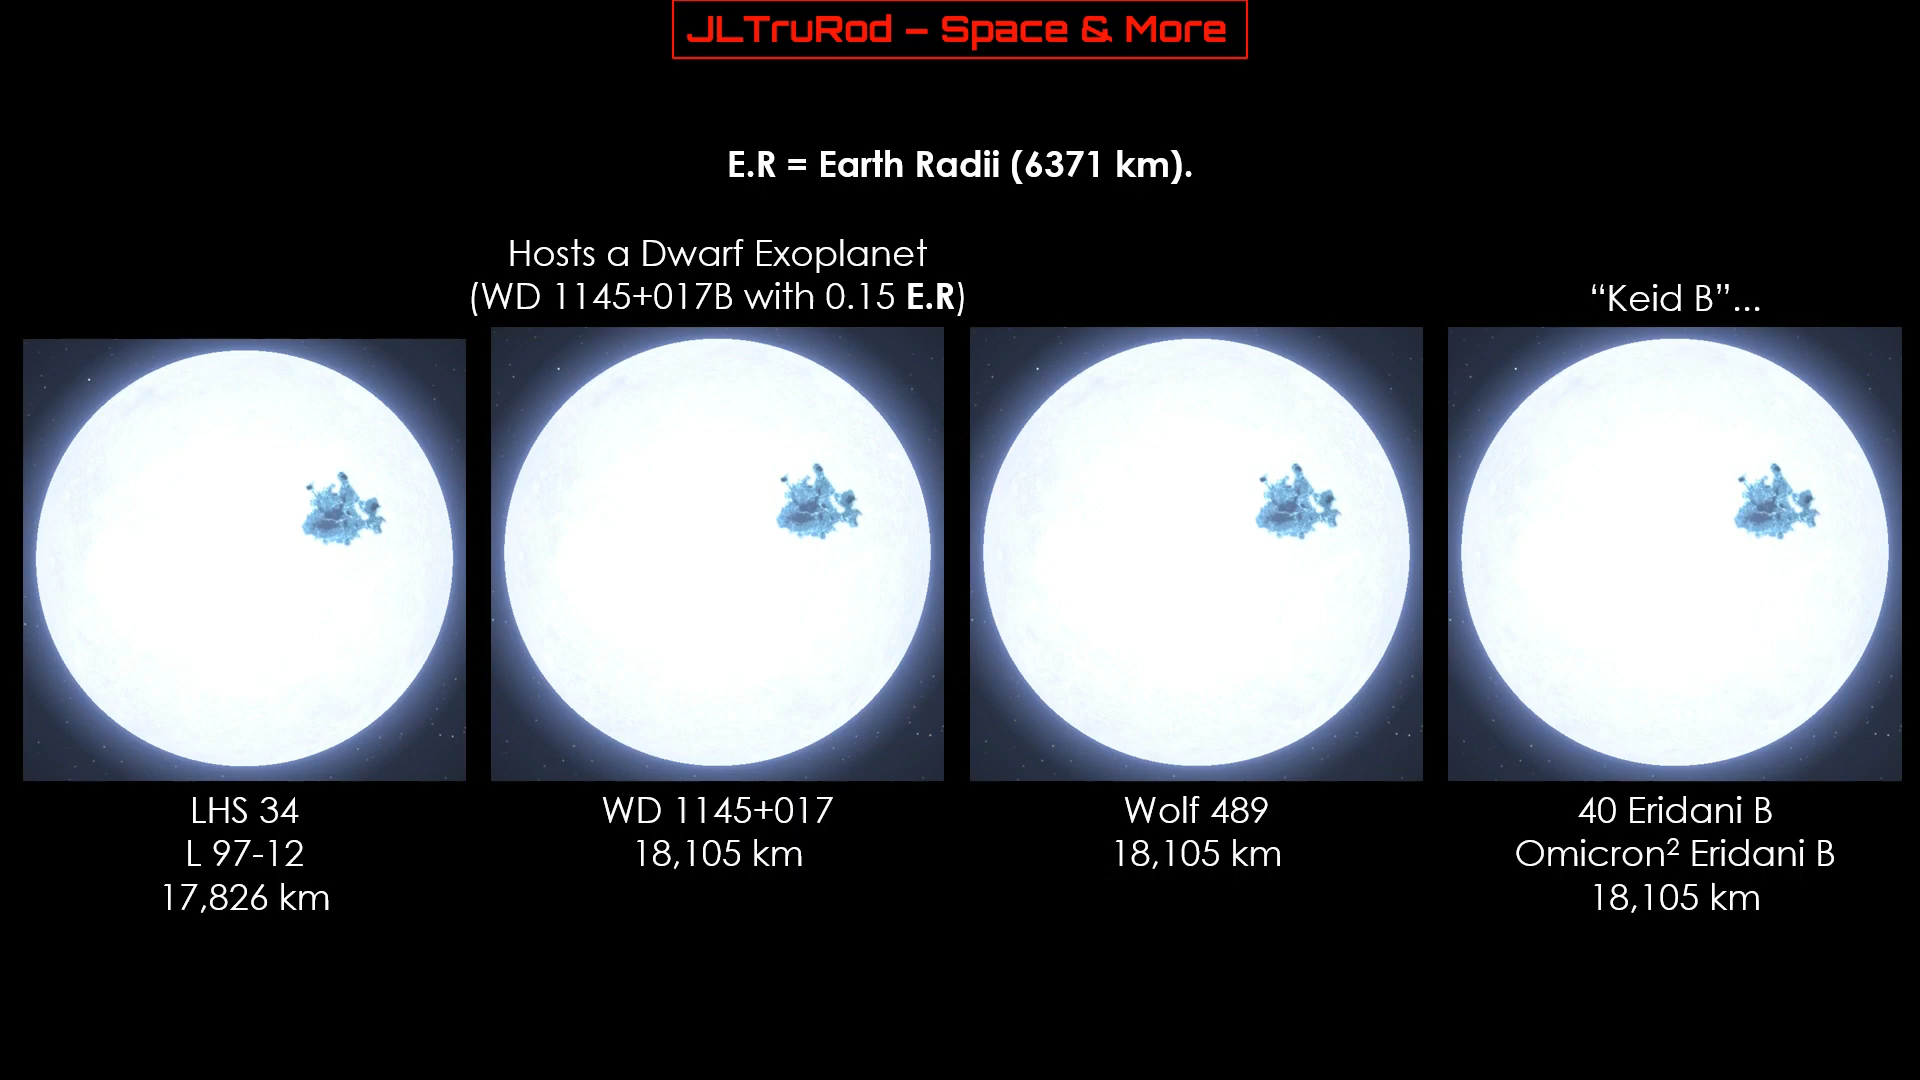 JLTruRod – Space & More
E.R = Earth Radii (6371 km).
Hosts a Dwarf Exoplanet
(WD 1145+017B with 0.15 E.R)
“Keid B”...
LHS 34
L 97-12
17,826 km
WD 1145+017
18,105 km
Wolf 489
18,105 km
40 Eridani B
Omicron² Eridani B
18,105 km